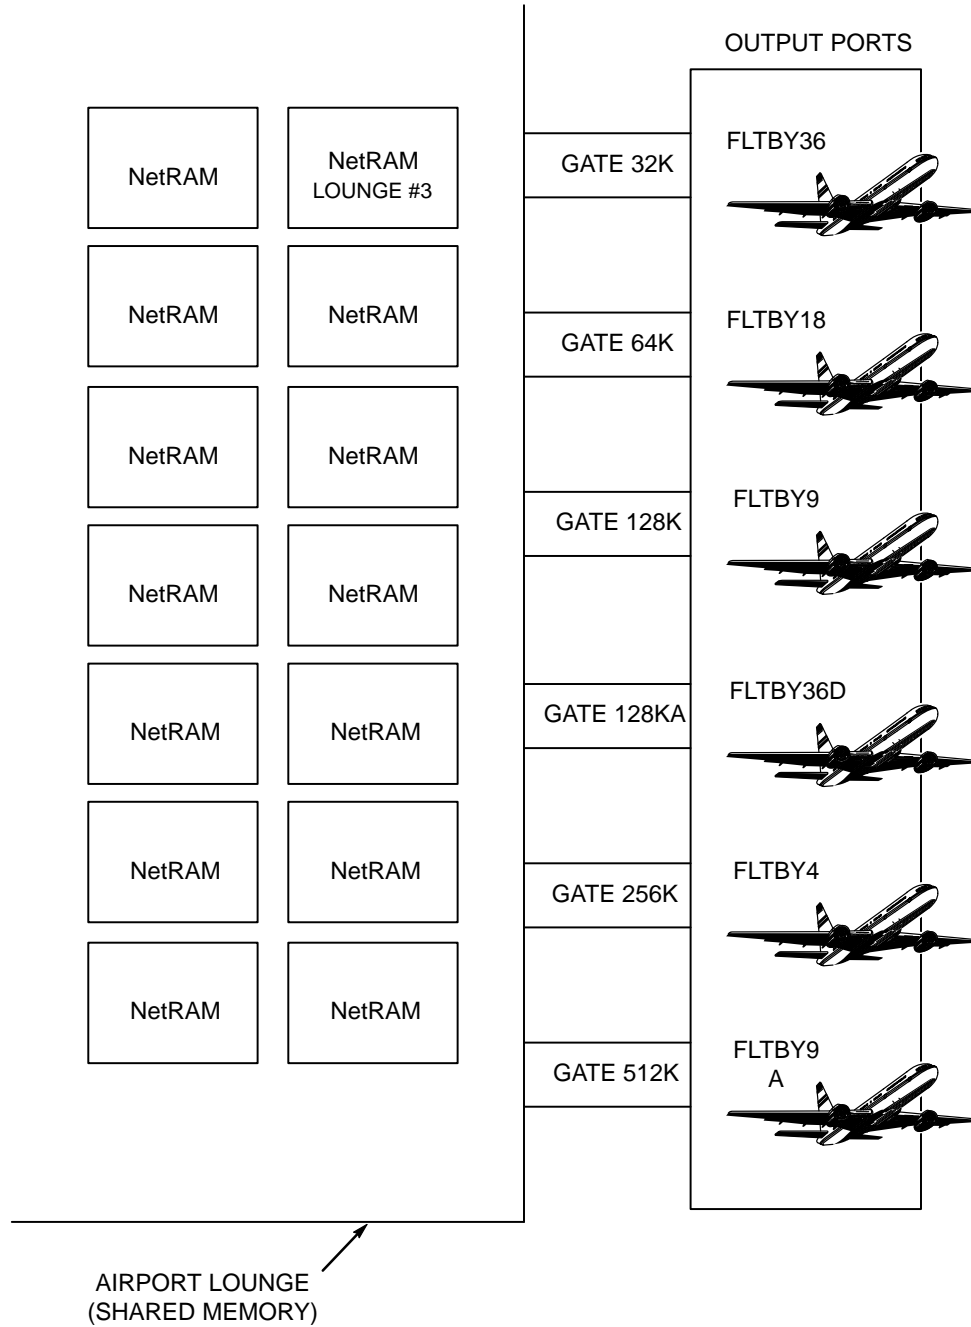 OUTPUT PORTS
NetRAM
NetRAM
LOUNGE #3
GATE 32K
FLTBY36
NetRAM
NetRAM
GATE 64K
FLTBY18
NetRAM
NetRAM
GATE 128K
FLTBY9
NetRAM
NetRAM
GATE 128KA
FLTBY36D
NetRAM
NetRAM
GATE 256K
FLTBY4
NetRAM
NetRAM
NetRAM
NetRAM
GATE 512K
FLTBY9
A
AIRPORT LOUNGE
(SHARED MEMORY)